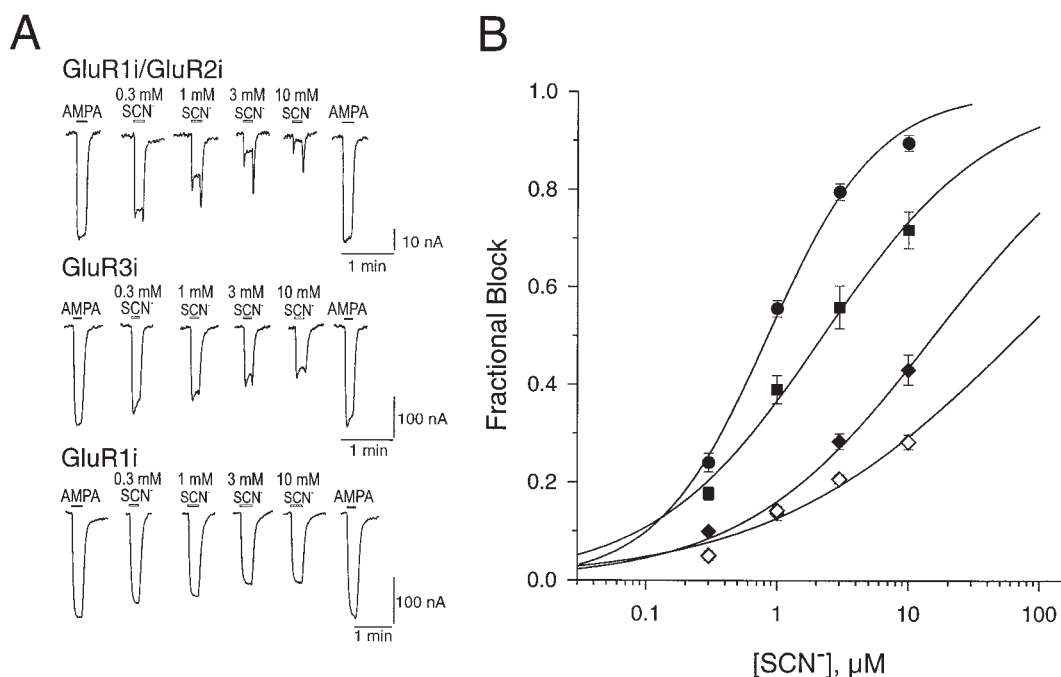 A
GluR1i/GluR2i
0.3 mM 1 mM 3 mM 10 mM
AMPA SCN⁻ SCN⁻ SCN⁻ SCN⁻ AMPA
10 nA
1 min
GluR3i
0.3 mM 1 mM 3 mM 10 mM
AMPA SCN⁻ SCN⁻ SCN⁻ SCN⁻ AMPA
100 nA
1 min
GluR1i
0.3 mM 1 mM 3 mM 10 mM
AMPA SCN⁻ SCN⁻ SCN⁻ SCN⁻ AMPA
100 nA
1 min
B
Fractional Block
1.0
0.8
0.6
0.4
0.2
0.0
0.1 1 10 100
[SCN⁻], μM